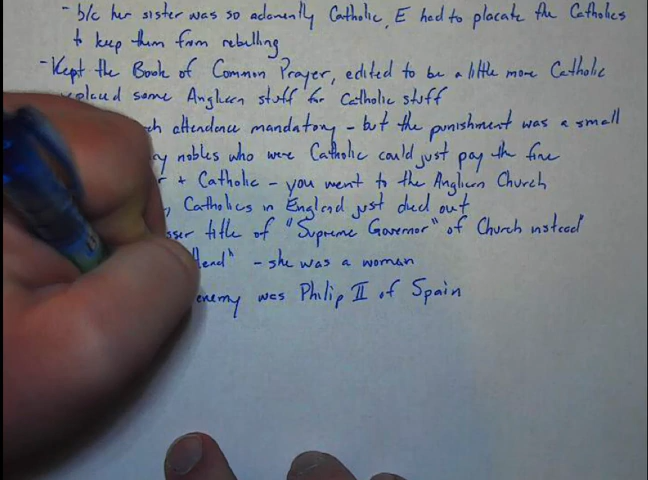 - b/c her sister was so adamently Catholic, E had to placate the Catholics
to keep them from rebelling
- Kept the Book of Common Prayer, edited to be a little more Catholic
replaced some Anglican stuff for Catholic stuff
attendance mandatory - but the punishment was a small
nobles who were Catholic could just pay the fine
+ Catholic - you went to the Anglican Church
, Catholics in England just died out
title of "Supreme Governor" of Church instead
Head" - she was a woman
enemy was Philip II of Spain